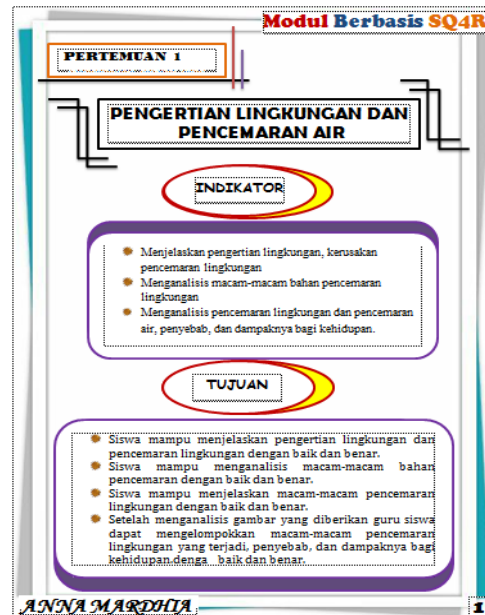 Modul Berbasis SQ4R
PERTEMUAN 1
PENGERTIAN LINGKUNGAN DAN
PENCEMARAN AIR
INDIKATOR
Menjelaskan pengertian lingkungan, kerusakan
pencemaran lingkungan
Menganalisis macam-macam bahan pencemaran
lingkungan
Menganalisis pencemaran lingkungan dan pencemaran
air, penyebab, dan dampaknya bagi kehidupan.
TUJUAN
Siswa mampu menjelaskan pengertian lingkungan dan
pencemaran lingkungan dengan baik dan benar.
Siswa mampu menganalisis macam-macam bahan
pencemaran dengan baik dan benar.
Siswa mampu menjelaskan macam-macam pencemaran
lingkungan dengan baik dan benar.
Setelah menganalisis gambar yang diberikan guru siswa
dapat mengelompokkan macam-macam pencemaran
lingkungan yang terjadi, penyebab, dan dampaknya bagi
kehidupan.denga baik dan benar.
ANNA MARDHIA
1